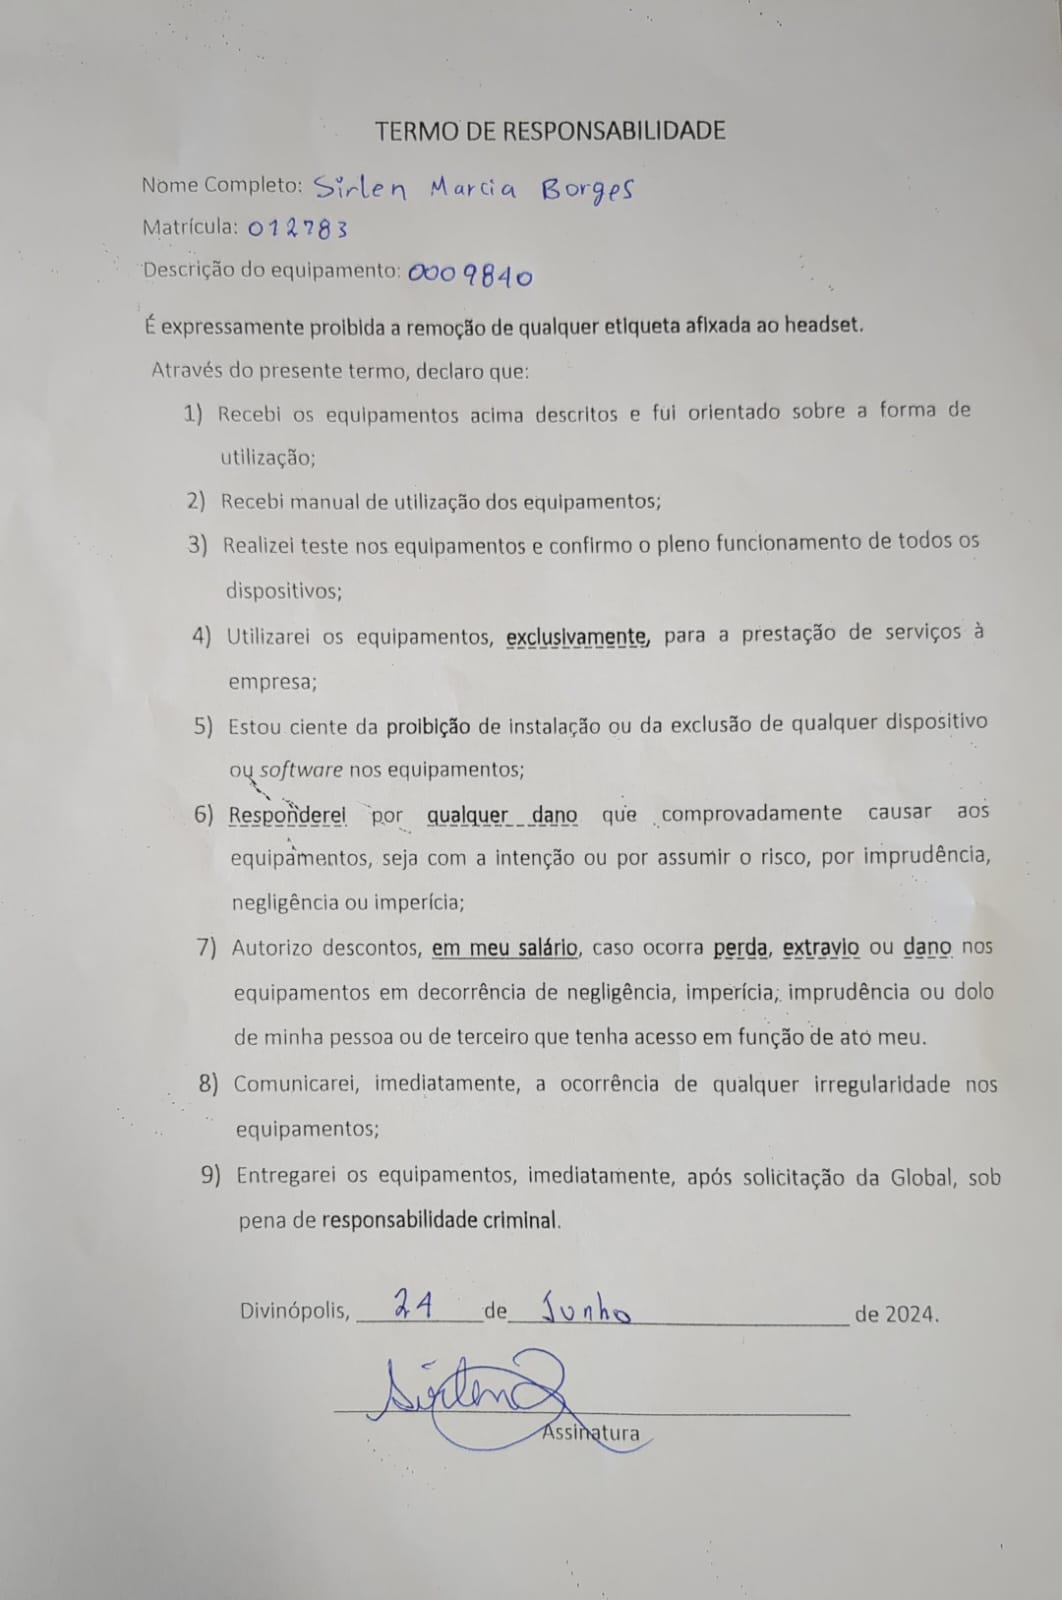 TERMO DE RESPONSABILIDADE
Nome Completo: Sirlen Marcia Borges
Matrícula: 012783
Descrição do equipamento: 0009840
É expressamente proibida a remoção de qualquer etiqueta afixada ao headset.
Através do presente termo, declaro que:
1) Recebi os equipamentos acima descritos e fui orientado sobre a forma de
utilização;
2) Recebi manual de utilização dos equipamentos;
3) Realizei teste nos equipamentos e confirmo o pleno funcionamento de todos os
dispositivos;
4) Utilizarei os equipamentos, exclusivamente, para a prestação de serviços à
empresa;
5) Estou ciente da proibição de instalação ou da exclusão de qualquer dispositivo
ou software nos equipamentos;
6) Responderei por qualquer dano que comprovadamente causar aos
equipamentos, seja com a intenção ou por assumir o risco, por imprudência,
negligência ou imperícia;
7) Autorizo descontos, em meu salário, caso ocorra perda, extravio ou dano nos
equipamentos em decorrência de negligência, imperícia, imprudência ou dolo
de minha pessoa ou de terceiro que tenha acesso em função de ato meu.
8) Comunicarei, imediatamente, a ocorrência de qualquer irregularidade nos
equipamentos;
9) Entregarei os equipamentos, imediatamente, após solicitação da Global, sob
pena de responsabilidade criminal.
Divinópolis, 24 de Junho de 2024.
Sirlen
Assinatura